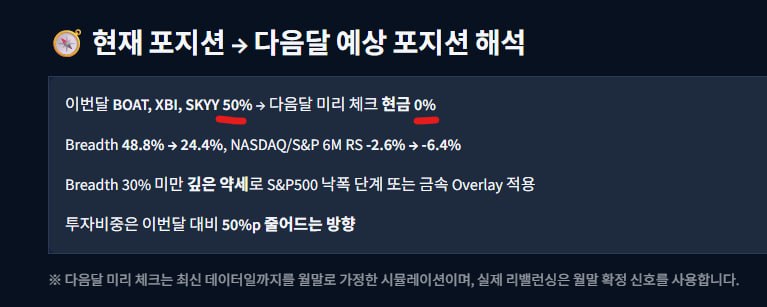 현재 포지션 → 다음달 예상 포지션 해석
이번달 BOAT, XBI, SKYY 50% → 다음달 미리 체크 현금 0%
Breadth 48.8% → 24.4%, NASDAQ/S&P 6M RS -2.6% → -6.4%
Breadth 30% 미만 깊은 약세로 S&P500 낙폭 단계 또는 금속 Overlay 적용
투자비중은 이번달 대비 50%p 줄어드는 방향
※ 다음달 미리 체크는 최신 데이터일까지를 월말로 가정한 시뮬레이션이며, 실제 리밸런싱은 월말 확정 신호를 사용합니다.